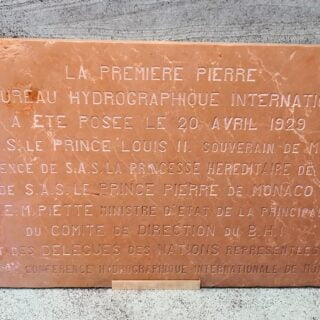 LA PREMIERE PIERRE
UREAU HYDROGRAPHIQUE INTERNATIO
A ETE POSEE LE 20 AVRIL 1929
S. LE PRINCE LOUIS II. SOUVERAIN DE M
ENCE DE S.A.S. LA PRINCESSE HEREDITAIRE DE
DE S.A.S. LE PRINCE PIERRE DE MONACO
E. M. PIETTE MINISTRE D'ETAT DE LA PRINCIPA
DU COMITE DE DIRECTION DU B.H.I
DES DELEGUES DES NATIONS REPRESENTEES
CONFERENCE HYDROGRAPHIQUE INTERNATIONALE DE MO